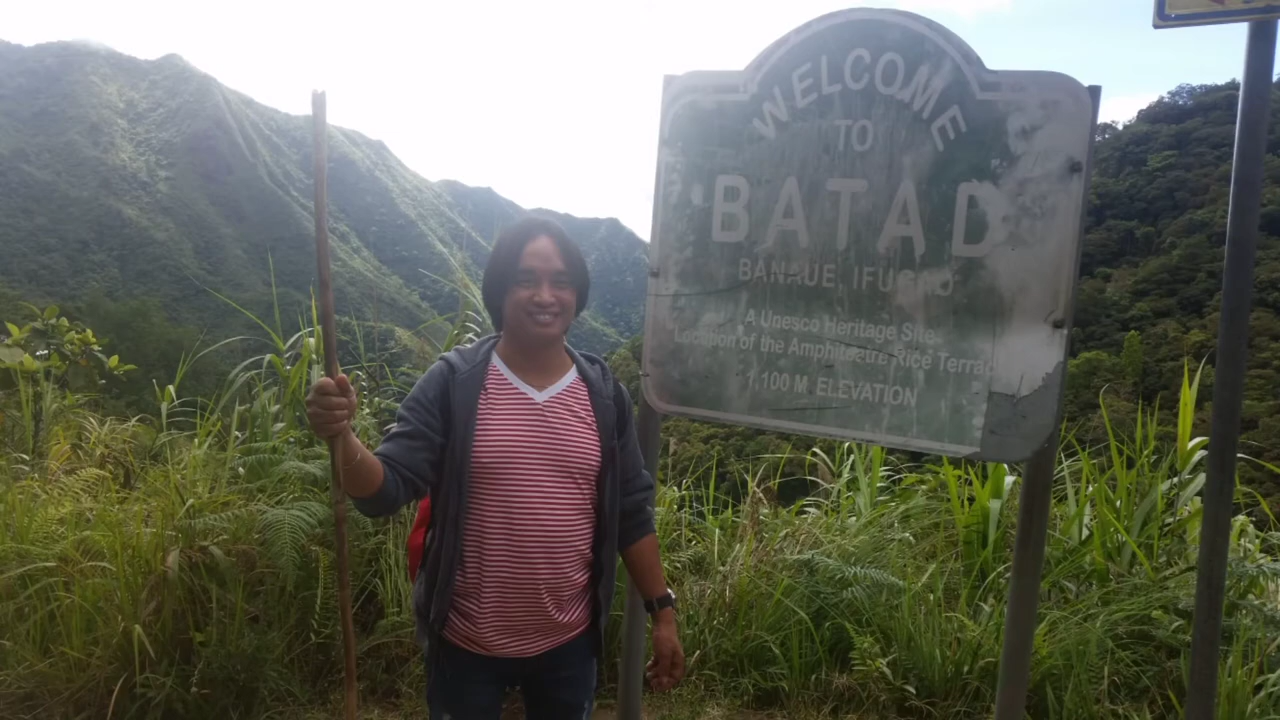 WELCOME
TO
"BATAD"
BANAUE, IFUGAO
A Unesco Heritage Site
Location of the Amphiteatre Rice Terrac
1,100 M ELEVATION